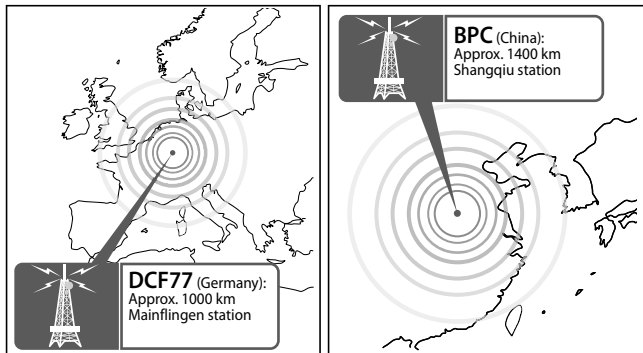 DCF77 (Germany):
Approx. 1000 km
Mainflingen station
BPC (China):
Approx. 1400 km
Shangqiu station